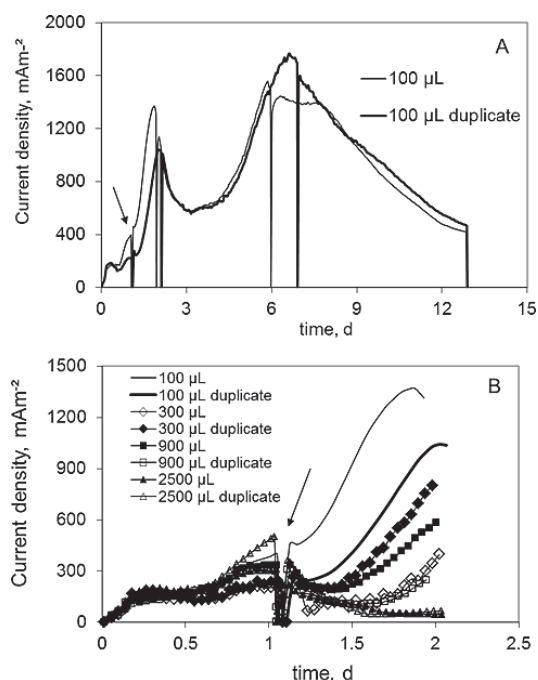 A
Current density, mAm⁻²
2000
1600
1200
800
400
0
100 µL
100 µL duplicate
0 3 6 9 12 15
time, d
B
Current density, mAm⁻²
1500
1200
900
600
300
0
100 µL
100 µL duplicate
300 µL
300 µL duplicate
900 µL
900 µL duplicate
2500 µL
2500 µL duplicate
0 0.5 1 1.5 2 2.5
time, d